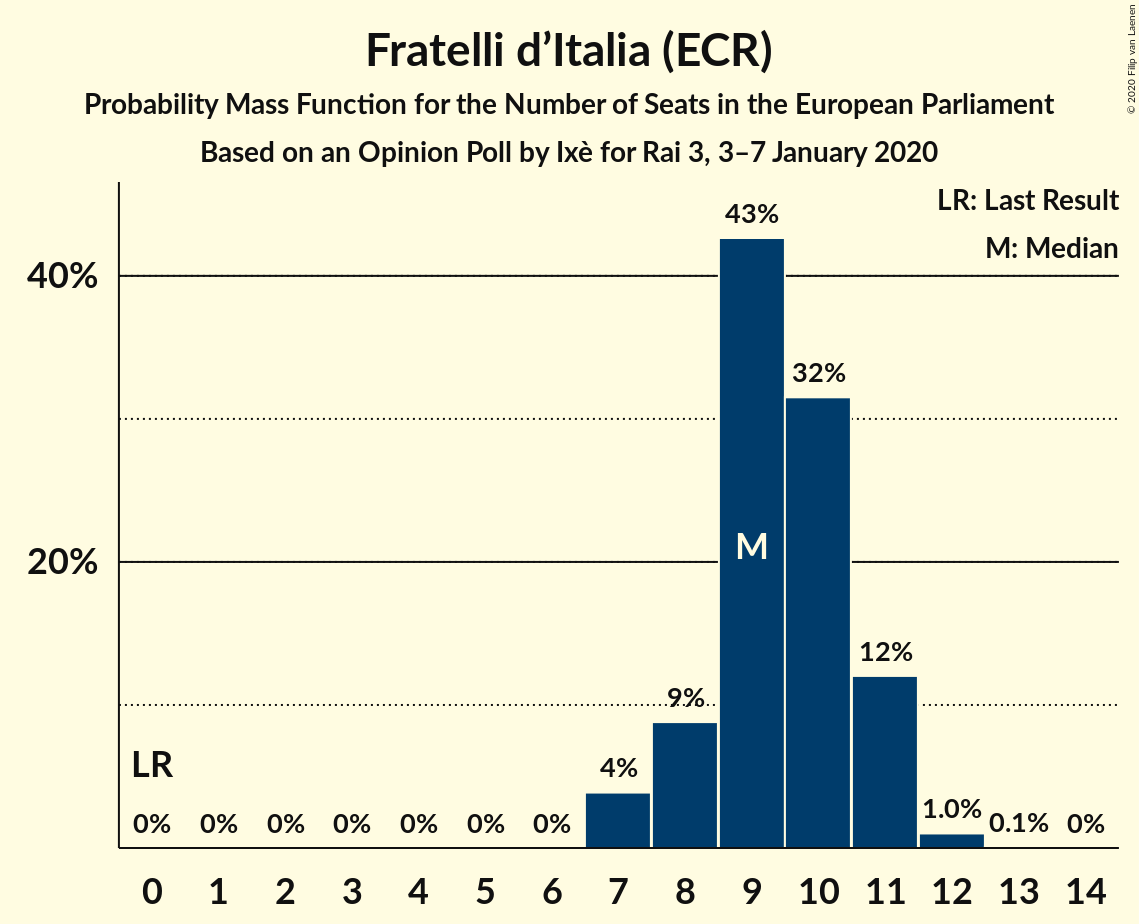 Fratelli d’Italia (ECR)
Probability Mass Function for the Number of Seats in the European Parliament
Based on an Opinion Poll by Ixè for Rai 3, 3–7 January 2020
© 2020 Filip van Laenen
LR: Last Result
M: Median
43%
40%
32%
M
20%
12%
9%
LR
4%
0% 0% 0% 0% 0% 0% 0% 1.0% 0.1% 0%
0 1 2 3 4 5 6 7 8 9 10 11 12 13 14